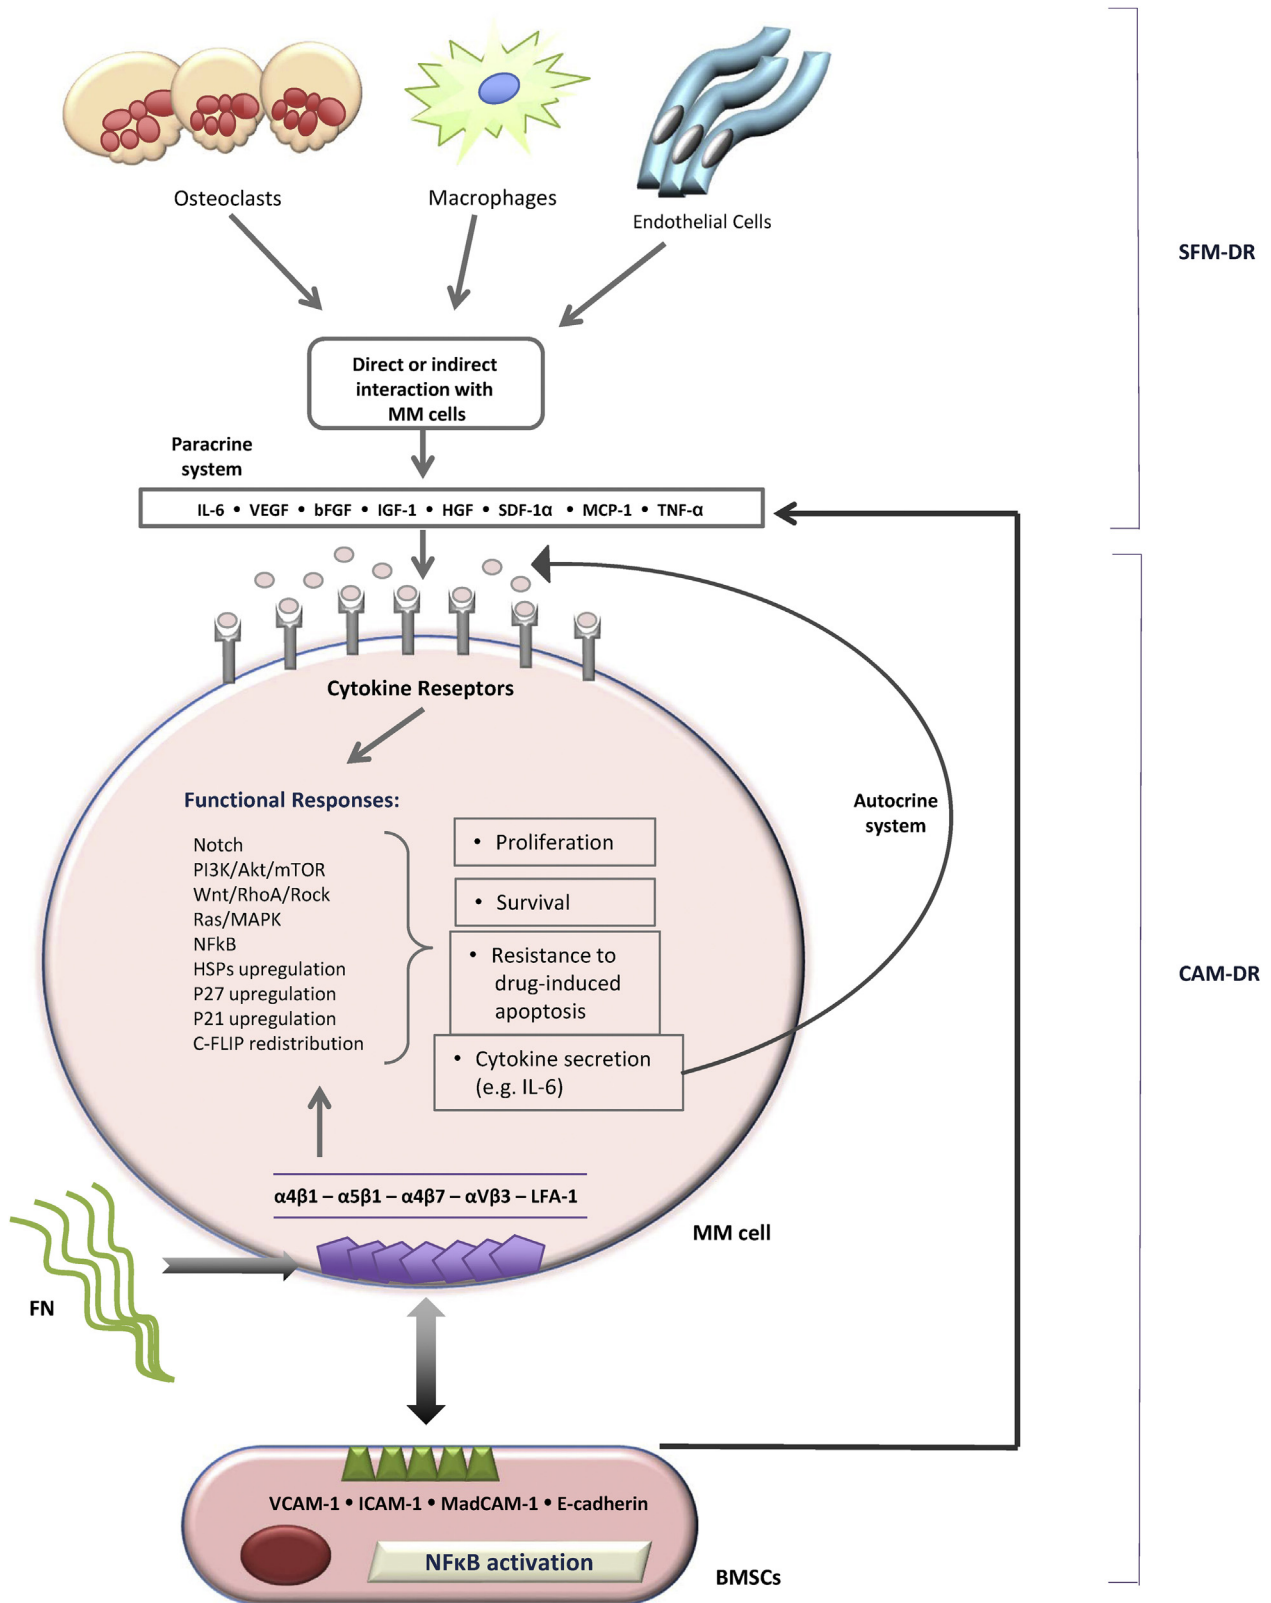 Osteoclasts
Macrophages
Endothelial Cells
SFM-DR
Direct or indirect
interaction with
MM cells
Paracrine
system
IL-6 • VEGF • bFGF • IGF-1 • HGF • SDF-1α • MCP-1 • TNF-α
Cytokine Reseptors
Functional Responses:
Notch
PI3K/Akt/mTOR
Wnt/RhoA/Rock
Ras/MAPK
NFkB
HSPs upregulation
P27 upregulation
P21 upregulation
C-FLIP redistribution
• Proliferation
• Survival
• Resistance to
drug-induced
apoptosis
• Cytokine secretion
(e.g. IL-6)
Autocrine
system
CAM-DR
α4β1 – α5β1 – α4β7 – αVβ3 – LFA-1
MM cell
FN
VCAM-1 • ICAM-1 • MadCAM-1 • E-cadherin
NFκB activation
BMSCs